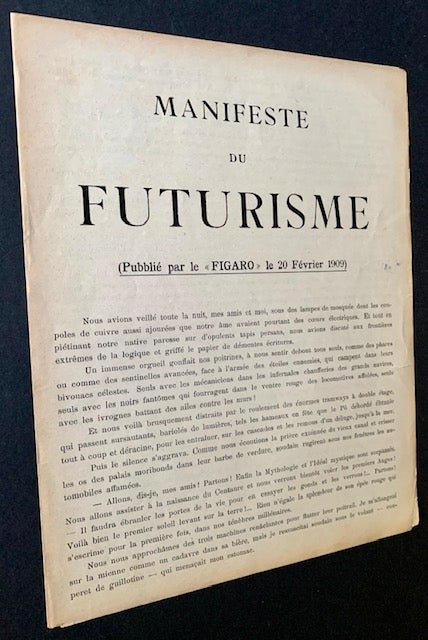 MANIFESTE
DU
FUTURISME
(Pubblié par le « FIGARO » le 20 Février 1909)
Nous avions veillé toute la nuit, mes amis et moi, sous des lampes de mosquée dont les cou-
poles de cuivre aussi ajourées que notre âme avaient pourtant des cœurs électriques. Et tout en
piétinant notre native paresse sur d'opulents tapis persans, nous avions discuté aux frontières
extrêmes de la logique et griffé le papier de démentes écritures.
Un immense orgueil gonflait nos poitrines, à nous sentir debout tous seuls, comme des phares
ou comme des sentinelles avancées, face à l'armée des étoiles ennemies, qui campent dans leurs
bivouacs célestes. Seuls avec les mécaniciens dans les infernales chaufferies des grands navires,
seuls avec les noirs fantômes qui fourragent dans le ventre rouge des locomotives affolées, seuls
avec les ivrognes battant des ailes contre les murs !
Et nous voilà brusquement distraits par le roulement des énormes tramways à double étage,
qui passent sursautants, bariolés de lumières, tels les hameaux en fête que le Pô débordé ébranle
tout à coup et déracine, pour les entraîner, sur les cascades et les remous d'un déluge, jusqu'à la mer.
Puis le silence s'aggrava. Comme nous écoutions la prière exténuée du vieux canal et crisser
les os des palais moribonds dans leur barbe de verdure, soudain rugirent sous nos fenêtres les au-
tomobiles affamées.
— Allons, dis-je, mes amis ! Partons ! Enfin la Mythologie et l'Idéal mystique sont surpassés.
Nous allons assister à la naissance du Centaure et nous verrons bientôt voler les premiers Anges !
— Il faudra ébranler les portes de la vie pour en essayer les gonds et les verrous !.. Partons !
Voilà bien le premier soleil levant sur la terre !.. Rien n'égale la splendeur de son épée rouge qui
s'escrime pour la première fois, dans nos ténèbres millénaires.
Nous nous approchâmes des trois machines renâclantes pour flatter leur poitrail. Je m'allongeai
sur la mienne comme un cadavre dans sa bière, mais je ressuscitai soudain sous le volant — cou-
peret de guillotine — qui menaçait mon estomac.